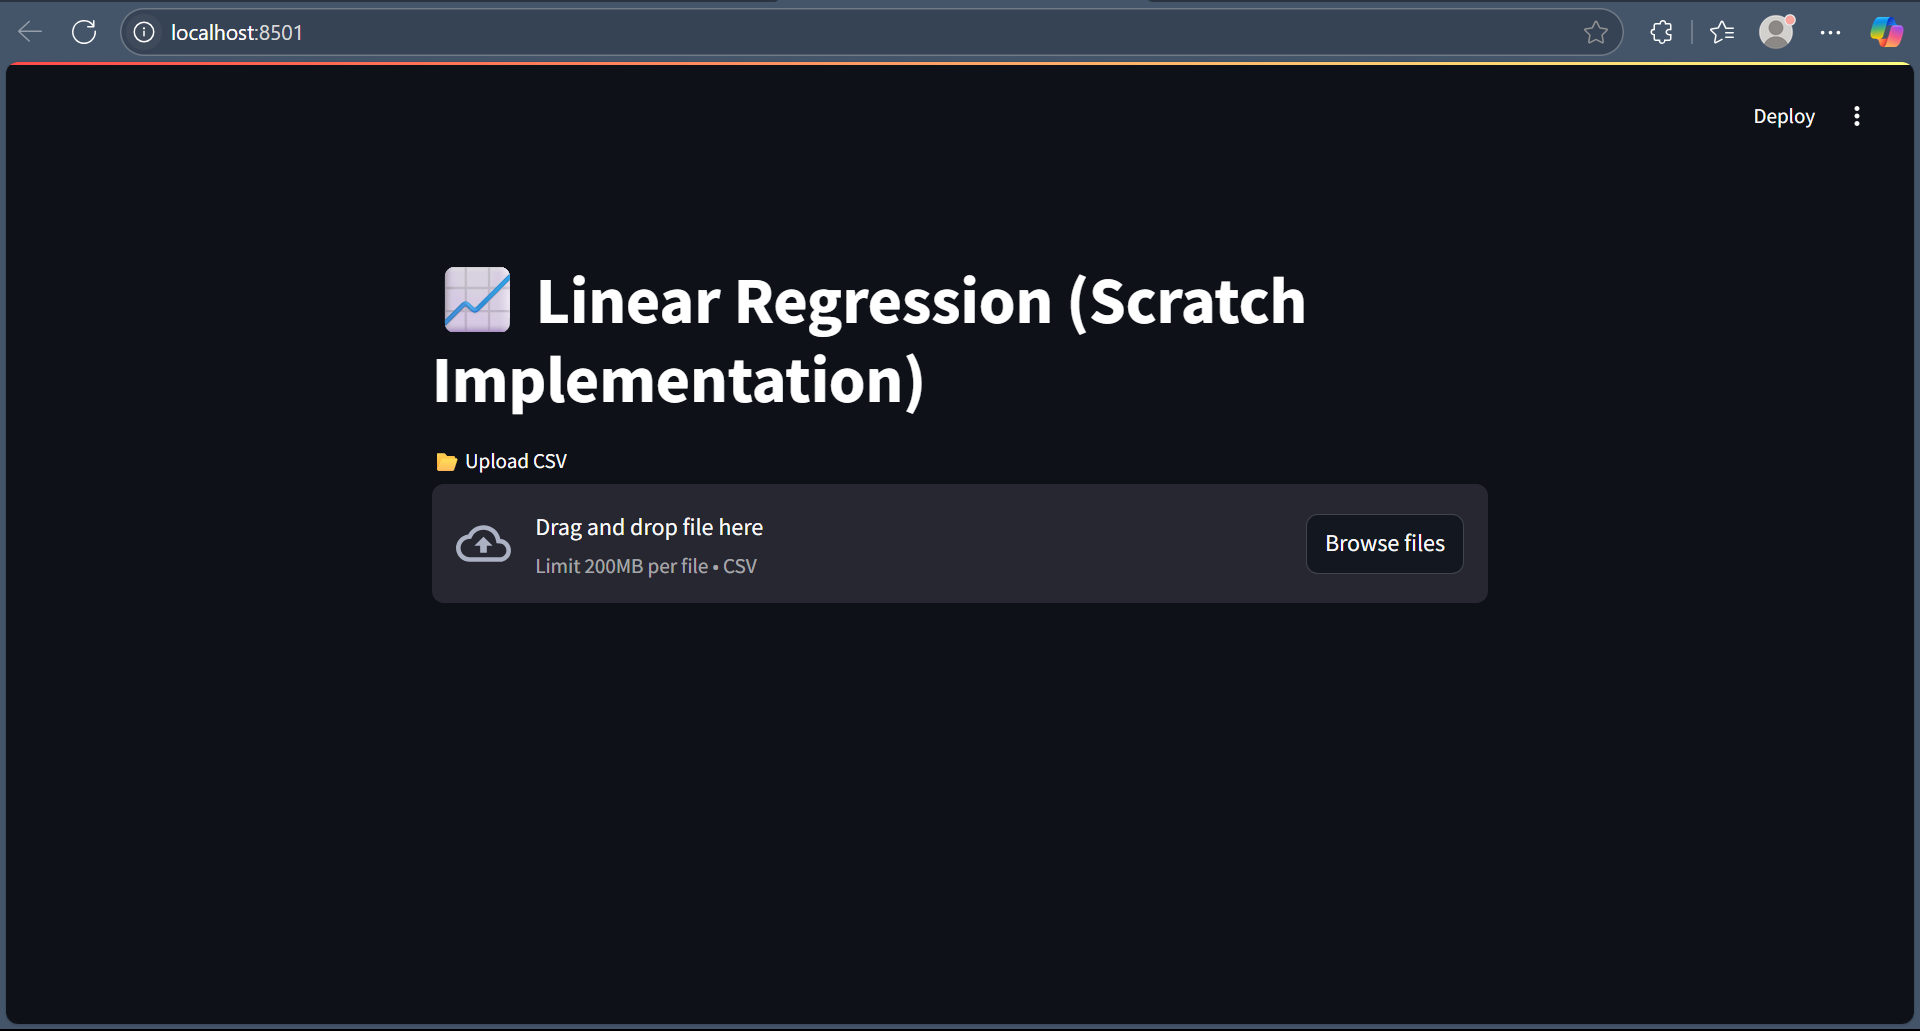 localhost:8501
Deploy
Linear Regression (Scratch
Implementation)
Upload CSV
Drag and drop file here
Limit 200MB per file • CSV
Browse files